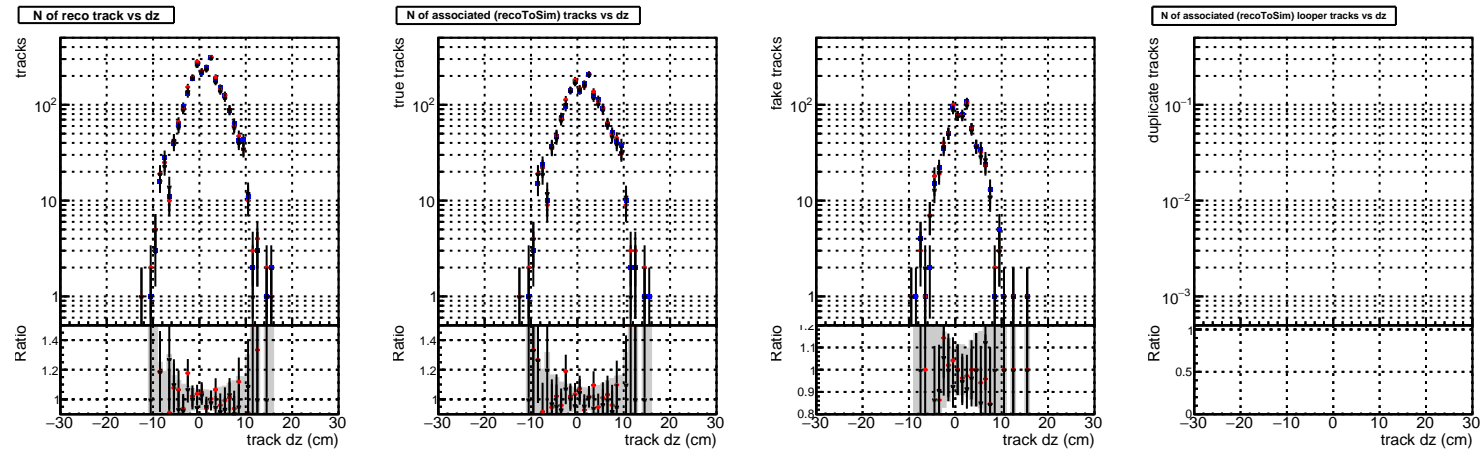 N of reco track vs dz
tracks
10²
10
1
Ratio
1.4
1.2
1
−30 −20 −10 0 10 20 30
track dz (cm)
N of associated (recoToSim) tracks vs dz
true tracks
10²
10
1
Ratio
1.4
1.2
1
−30 −20 −10 0 10 20 30
track dz (cm)
fake tracks
10²
10
1
Ratio
1.2
1.1
1
0.9
0.8
−30 −20 −10 0 10 20 30
track dz (cm)
N of associated (recoToSim) looper tracks vs dz
duplicate tracks
10⁻¹
10⁻²
10⁻³
Ratio
1
0.5
0
−30 −20 −10 0 10 20 30
track dz (cm)